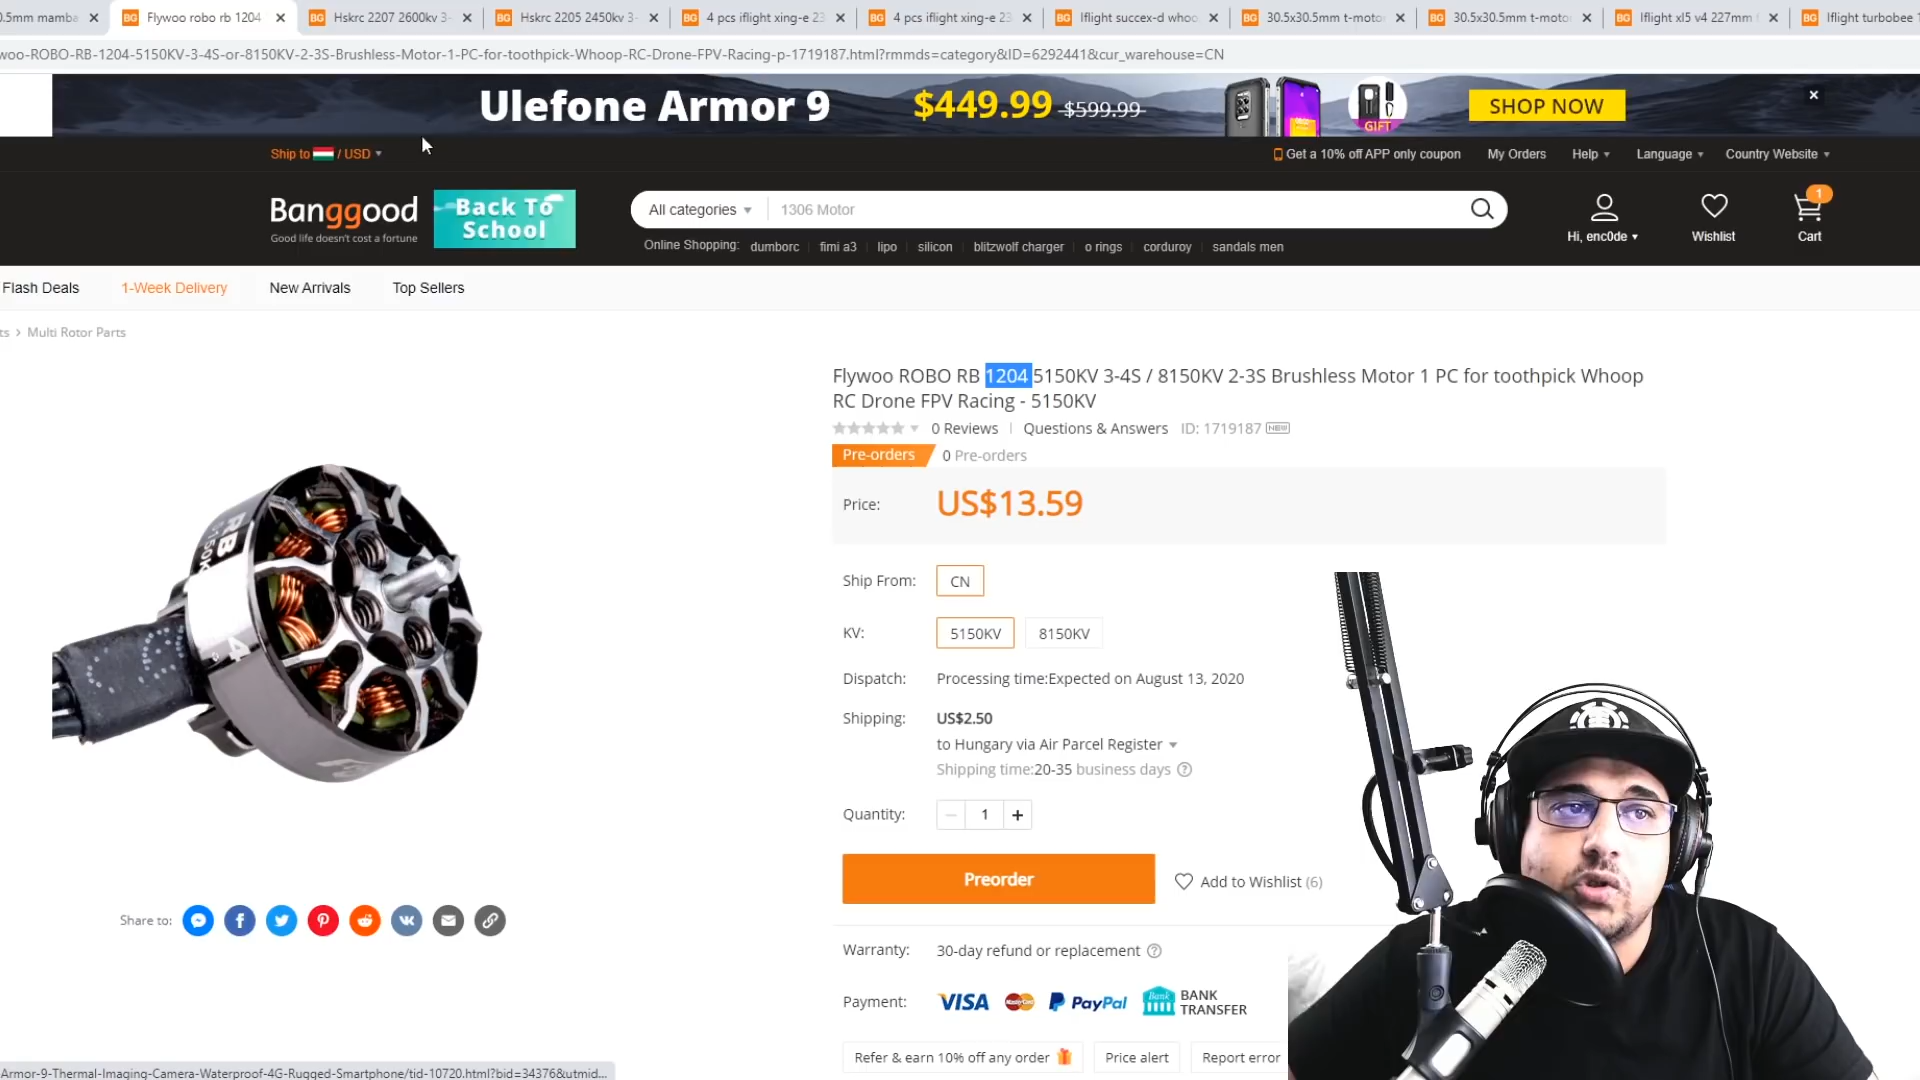 0.5mm mamba
Flywoo robo rb 1204
Hskrc 2207 2600kv 3-
Hskrc 2205 2450kv 3-
4 pcs iflight xing-e 23
4 pcs iflight xing-e 23
Iflight succex-d whoo
30.5x30.5mm t-motor
30.5x30.5mm t-motor
Iflight xl5 v4 227mm
Iflight turbobee
woo-ROBO-RB-1204-5150KV-3-4S-or-8150KV-2-3S-Brushless-Motor-1-PC-for-toothpick-Whoop-RC-Drone-FPV-Racing-p-1719187.html?rmmds=category&ID=6292441&cur_warehouse=CN
Ulefone Armor 9
$449.99 $599.99
GIFT
SHOP NOW
Ship to / USD
Get a 10% off APP only coupon
My Orders
Help
Language
Country Website
Banggood
Good life doesn't cost a fortune
Back To
School
All categories
1306 Motor
1
Hi, enc0de
Wishlist
Cart
Online Shopping: dumborc fimi a3 lipo silicon blitzwolf charger o rings corduroy sandals men
Flash Deals
1-Week Delivery
New Arrivals
Top Sellers
ts > Multi Rotor Parts
Flywoo ROBO RB 1204 5150KV 3-4S / 8150KV 2-3S Brushless Motor 1 PC for toothpick Whoop
RC Drone FPV Racing - 5150KV
0 Reviews | Questions & Answers ID: 1719187 NEW
Pre-orders 0 Pre-orders
Price: US$13.59
Ship From: CN
KV: 5150KV 8150KV
Dispatch: Processing time:Expected on August 13, 2020
Shipping: US$2.50
to Hungary via Air Parcel Register
Shipping time:20-35 business days
Quantity: 1
Preorder
Add to Wishlist (6)
Share to:
Warranty: 30-day refund or replacement
Payment: VISA MasterCard PayPal Bank BANK
TRANSFER
Refer & earn 10% off any order
Price alert
Report error
Armor-9-Thermal-Imaging-Camera-Waterproof-4G-Rugged-Smartphone/tid-10720.html?bid=34376&utmid...